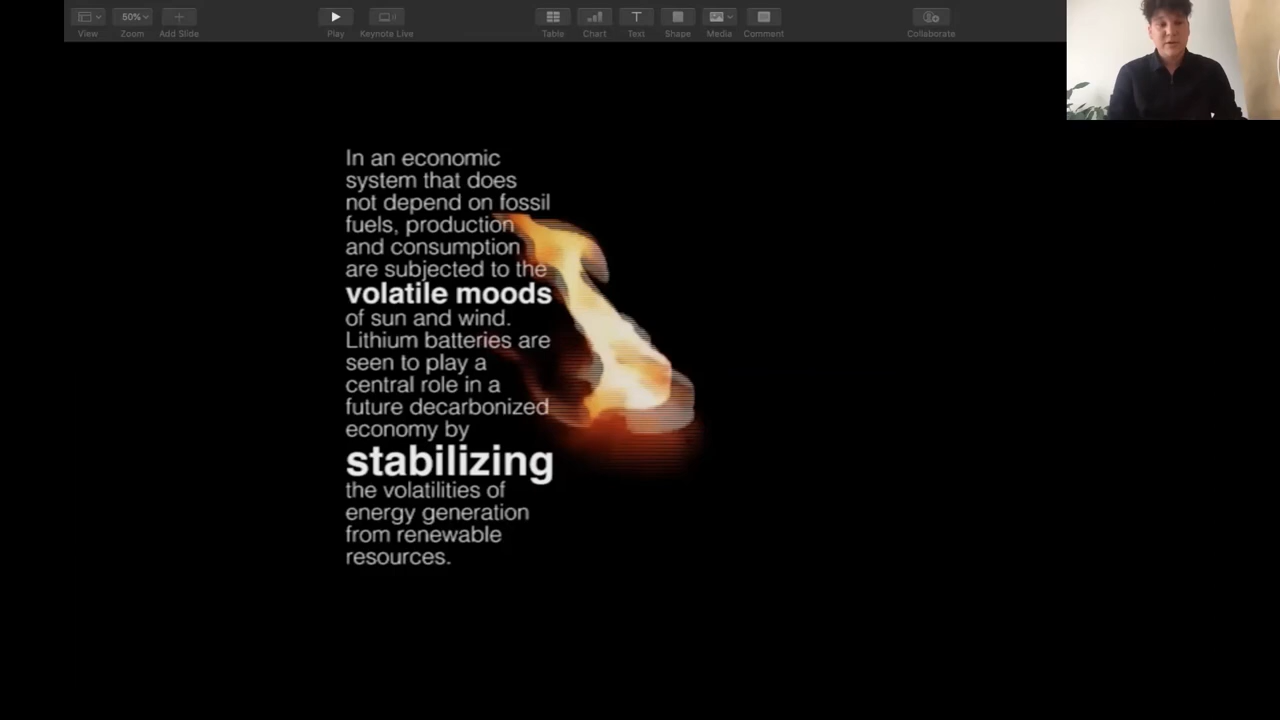 50%
View
Zoom
Add Slide
Play
Keynote Live
Table
Chart
Text
Shape
Media
Comment
Collaborate
In an economic
system that does
not depend on fossil
fuels, production
and consumption
are subjected to the
volatile moods
of sun and wind.
Lithium batteries are
seen to play a
central role in a
future decarbonized
economy by
stabilizing
the volatilities of
energy generation
from renewable
resources.